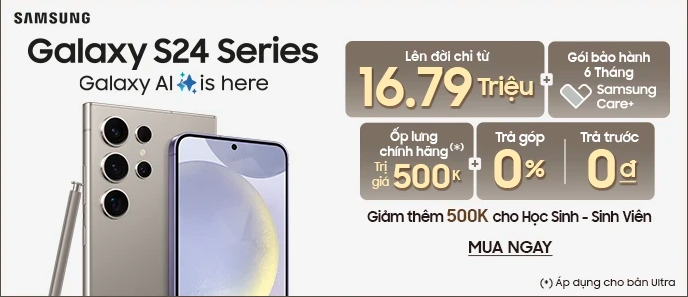 SAMSUNG
Galaxy S24 Series
Galaxy AI is here
Lên đời chỉ từ
16.79 Triệu
+
Gói bảo hành
6 Tháng
Samsung
Care+
Ốp lưng
chính hãng(*)
Trị giá 500K
+
Trả góp
0%
Trả trước
0đ
Giảm thêm 500K cho Học Sinh - Sinh Viên
MUA NGAY
(*) Áp dụng cho bản Ultra